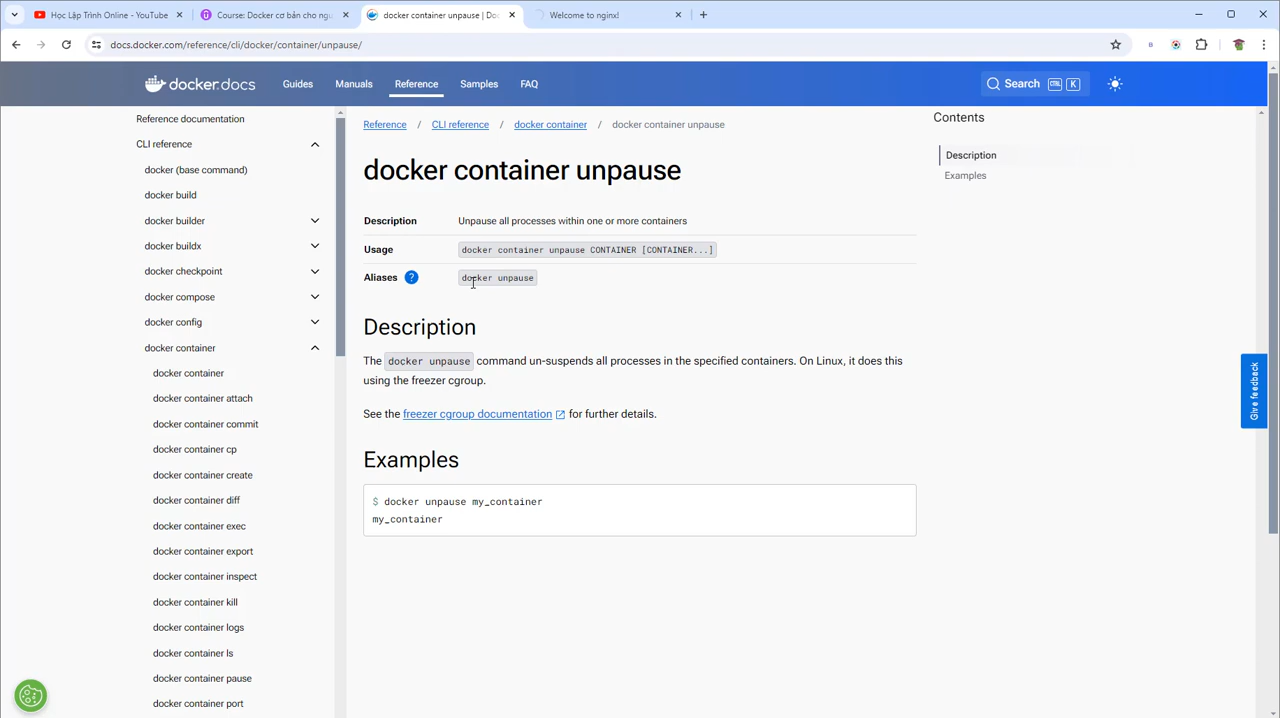 Học Lập Trình Online - YouTube
Course: Docker cơ bản cho ngu
docker container unpause | Doc
Welcome to nginx!
docs.docker.com/reference/cli/docker/container/unpause/
docker.docs
Guides
Manuals
Reference
Samples
FAQ
Search
CTRL
K
Reference documentation
CLI reference
docker (base command)
docker build
docker builder
docker buildx
docker checkpoint
docker compose
docker config
docker container
docker container
docker container attach
docker container commit
docker container cp
docker container create
docker container diff
docker container exec
docker container export
docker container inspect
docker container kill
docker container logs
docker container ls
docker container pause
docker container port
Reference / CLI reference / docker container / docker container unpause
docker container unpause
Description Unpause all processes within one or more containers
Usage docker container unpause CONTAINER [CONTAINER...]
Aliases ? docker unpause
Description
The docker unpause command un-suspends all processes in the specified containers. On Linux, it does this
using the freezer cgroup.
See the freezer cgroup documentation for further details.
Examples
$ docker unpause my_container
my_container
Contents
Description
Examples
Give feedback